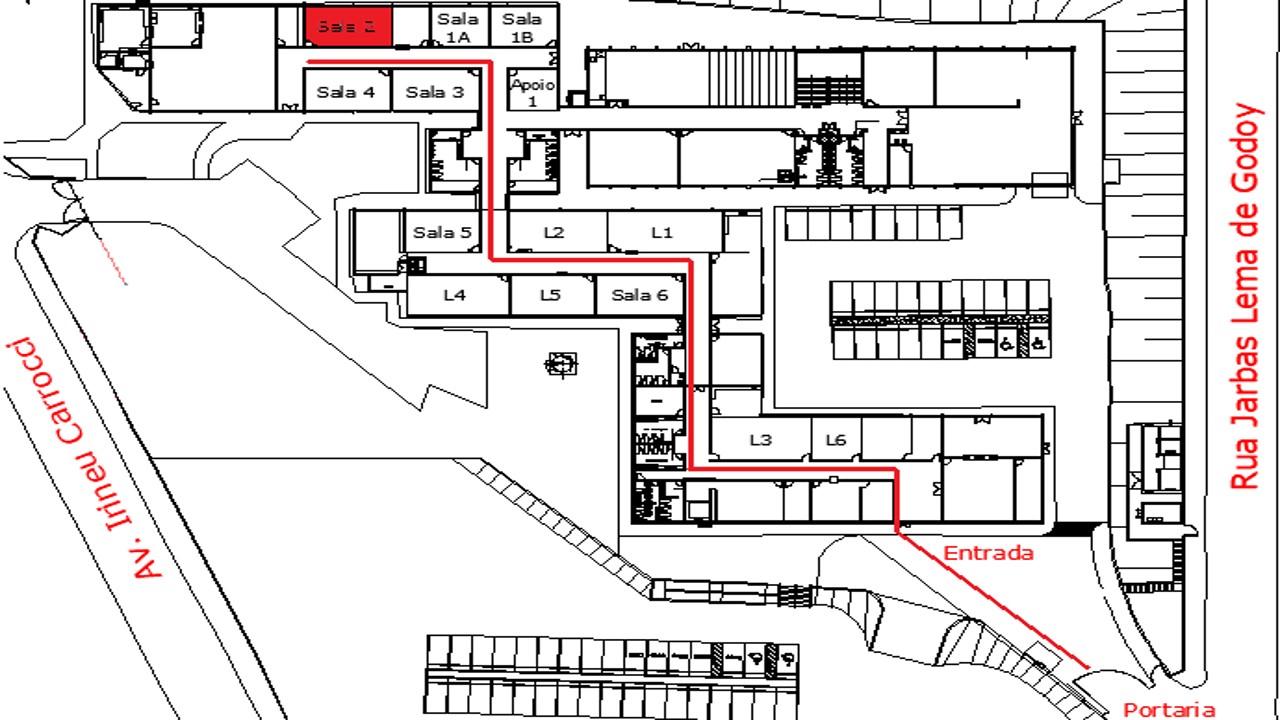 Sala 2
Sala
1A
Sala
1B
Sala 4
Sala 3
Apoio
1
Sala 5
L2
L1
L4
L5
Sala 6
L3
L6
Entrada
Portaria
Av. Irineu Carrocci
Rua Jarbas Lema de Godoy